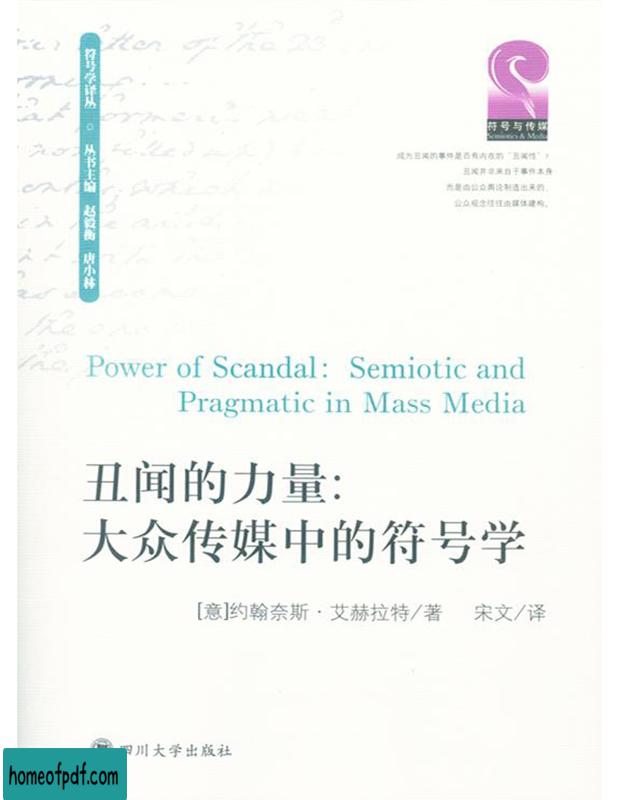 letter of the 23
符号学译丛 ○ 丛书主编 赵毅衡 唐小林
符号与传媒
Semiotics & Media
成为丑闻的事件是否有内在的“丑闻性”?
丑闻并非来自于事件本身
而是由公众舆论制造出来的,
公众观念往往由媒体建构。
Power of Scandal: Semiotic and
Pragmatic in Mass Media
丑闻的力量:
大众传媒中的符号学
[意]约翰奈斯·艾赫拉特/著 宋文/译
四川大学出版社
homeofpdf.com